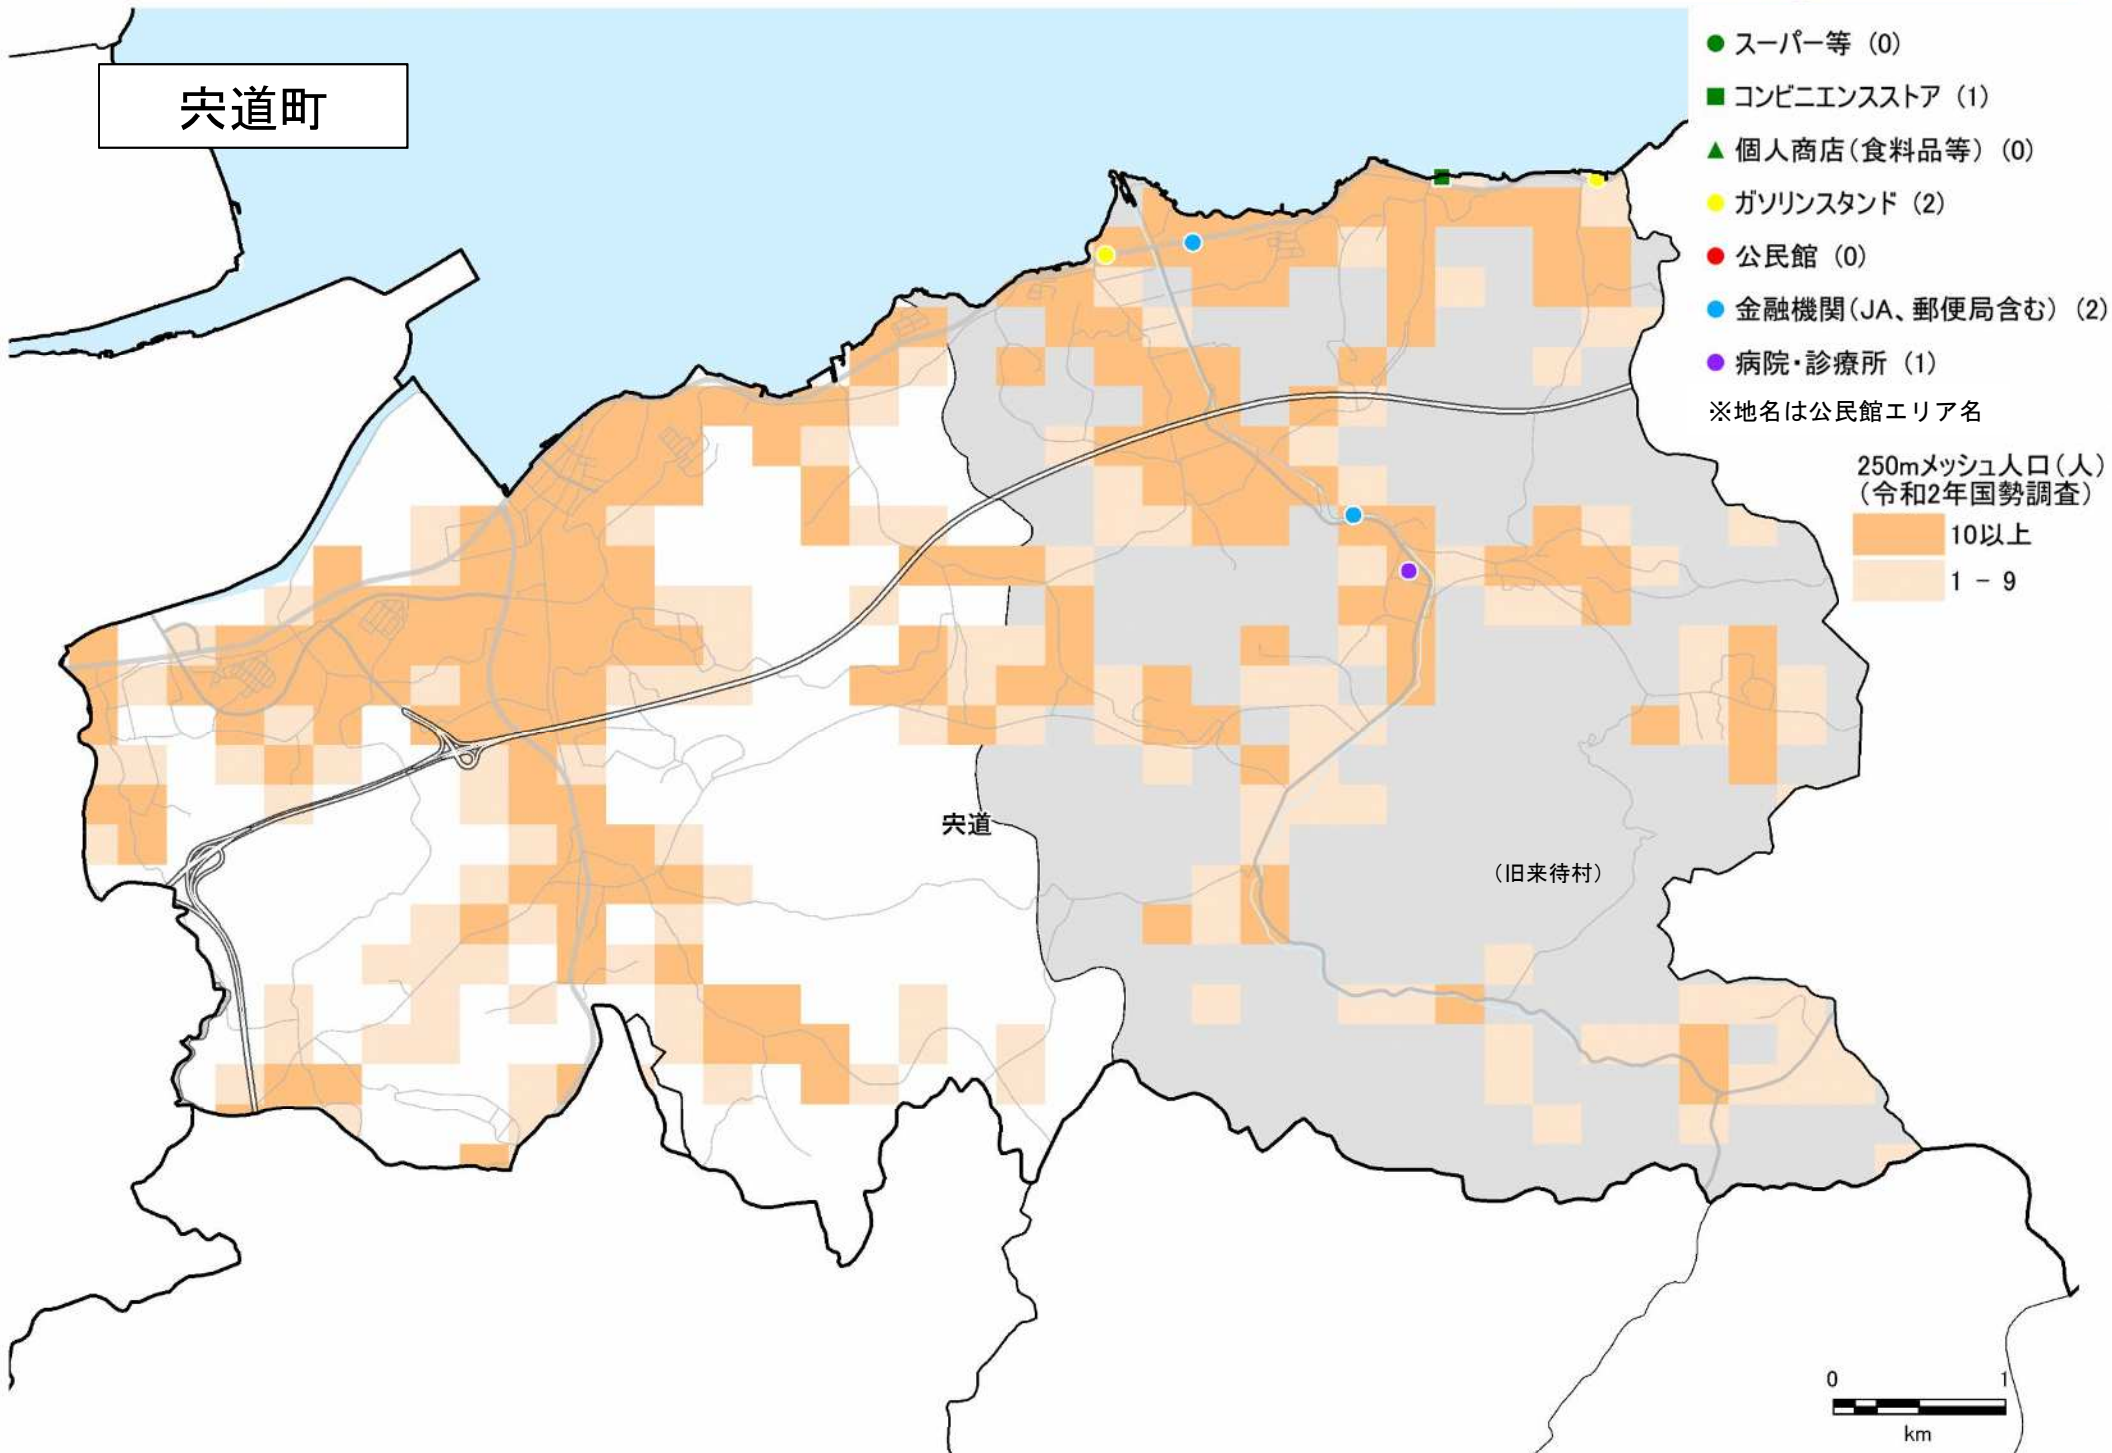 宍道町
スーパー等 (0)
コンビニエンスストア (1)
個人商店(食料品等) (0)
ガソリンスタンド (2)
公民館 (0)
金融機関(JA、郵便局含む) (2)
病院・診療所 (1)
※地名は公民館エリア名
250mメッシュ人口(人)
(令和2年国勢調査)
10以上
1 - 9
宍道
(旧来待村)
0 1
km